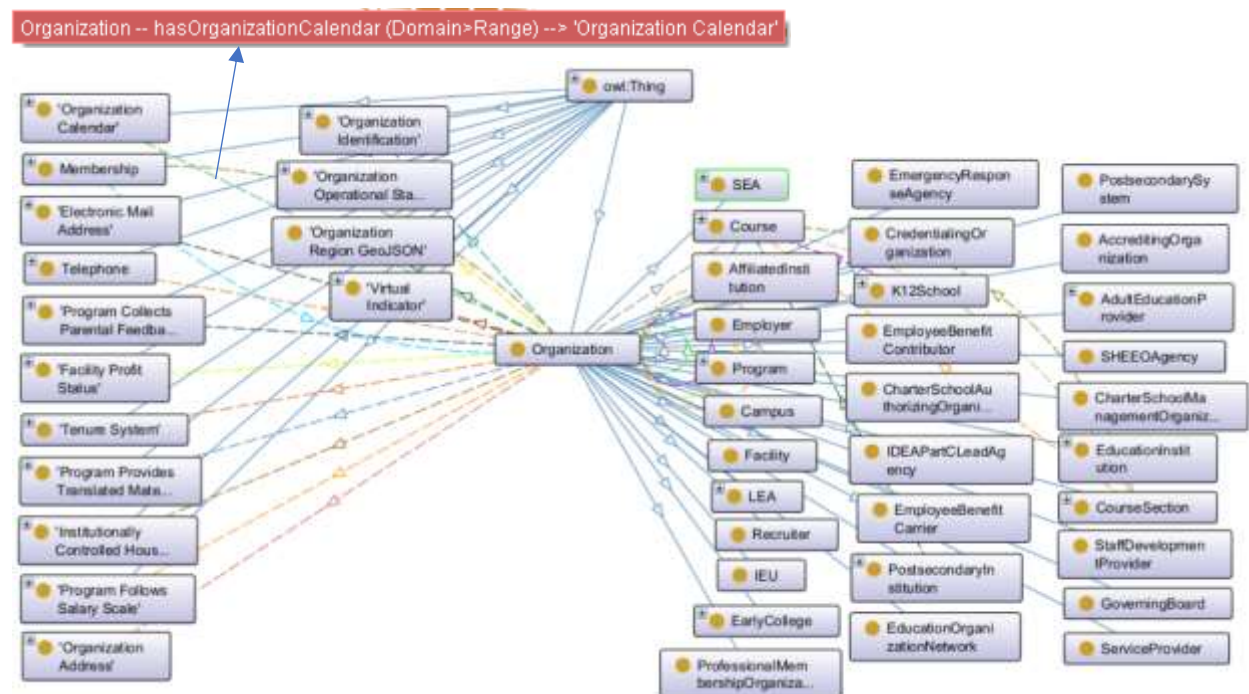 Organization -- hasOrganizationCalendar (Domain>Range) --> 'Organization Calendar'
owl:Thing
'Organization
Calendar'
Membership
'Electronic Mail
Address'
Telephone
'Program Collects
Parental Feedba...
'Facility Profit
Status'
'Tenure System'
'Program Provides
Translated Mate...
'Institutionally
Controlled Hous...
'Program Follows
Salary Scale'
'Organization
Address'
'Organization
Identification'
'Organization
Operational Sta...
'Organization
Region GeoJSON'
'Virtual
Indicator'
Organization
SEA
Course
AffiliatedInsti
tution
Employer
Program
Campus
Facility
LEA
Recruiter
IEU
EarlyCollege
ProfessionalMem
bershipOrganiza...
EmergencyRespon
seAgency
CredentialingOr
ganization
K12School
EmployeeBenefit
Contributor
CharterSchoolAu
thorizingOrgani...
IDEAPartCLeadAg
ency
EmployeeBenefit
Carrier
PostsecondaryIn
stitution
EducationOrgani
zationNetwork
PostsecondarySy
stem
AccreditingOrga
nization
AdultEducationP
rovider
SHEEOAgency
CharterSchoolMa
nagementOrganiz...
EducationInstit
ution
CourseSection
StaffDevelopmen
tProvider
GoverningBoard
ServiceProvider